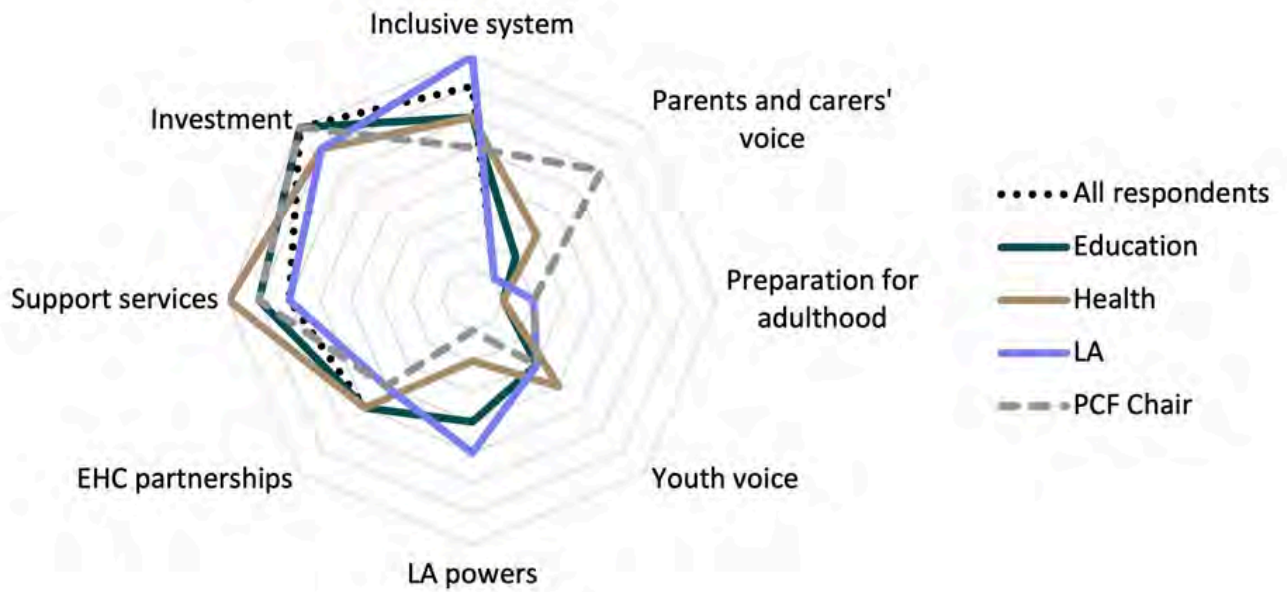 Inclusive system
Parents and carers'
voice
Preparation for
adulthood
Youth voice
LA powers
EHC partnerships
Support services
Investment
All respondents
Education
Health
LA
PCF Chair